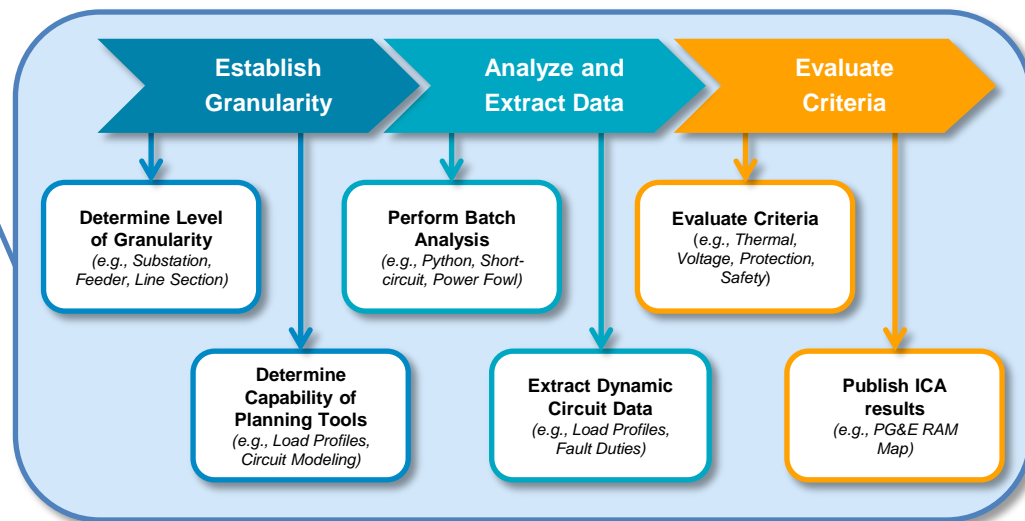 Establish
Granularity
Analyze and
Extract Data
Evaluate
Criteria
Determine Level
of Granularity
(e.g., Substation,
Feeder, Line Section)
Perform Batch
Analysis
(e.g., Python, Short-
circuit, Power Fowl)
Evaluate Criteria
(e.g., Thermal,
Voltage, Protection,
Safety)
Determine
Capability of
Planning Tools
(e.g., Load Profiles,
Circuit Modeling)
Extract Dynamic
Circuit Data
(e.g., Load Profiles,
Fault Duties)
Publish ICA
results
(e.g., PG&E RAM
Map)